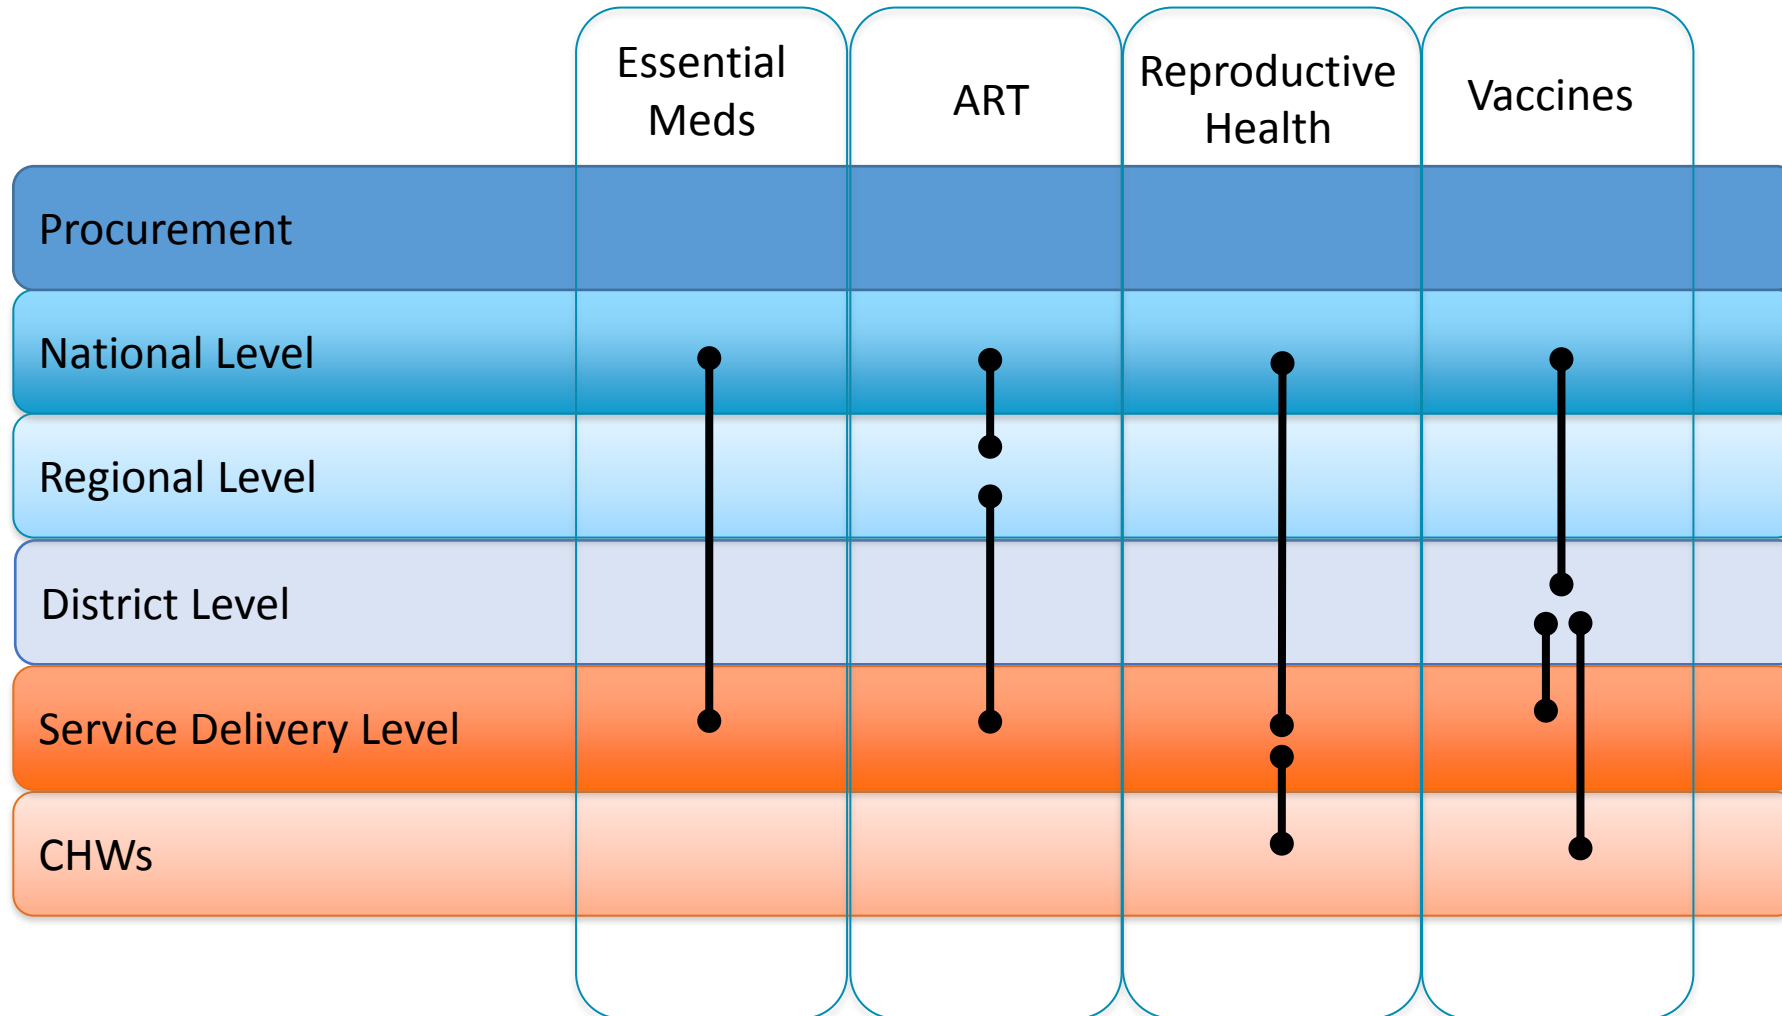 Essential
Meds
ART
Reproductive
Health
Vaccines
Procurement
National Level
Regional Level
District Level
Service Delivery Level
CHWs